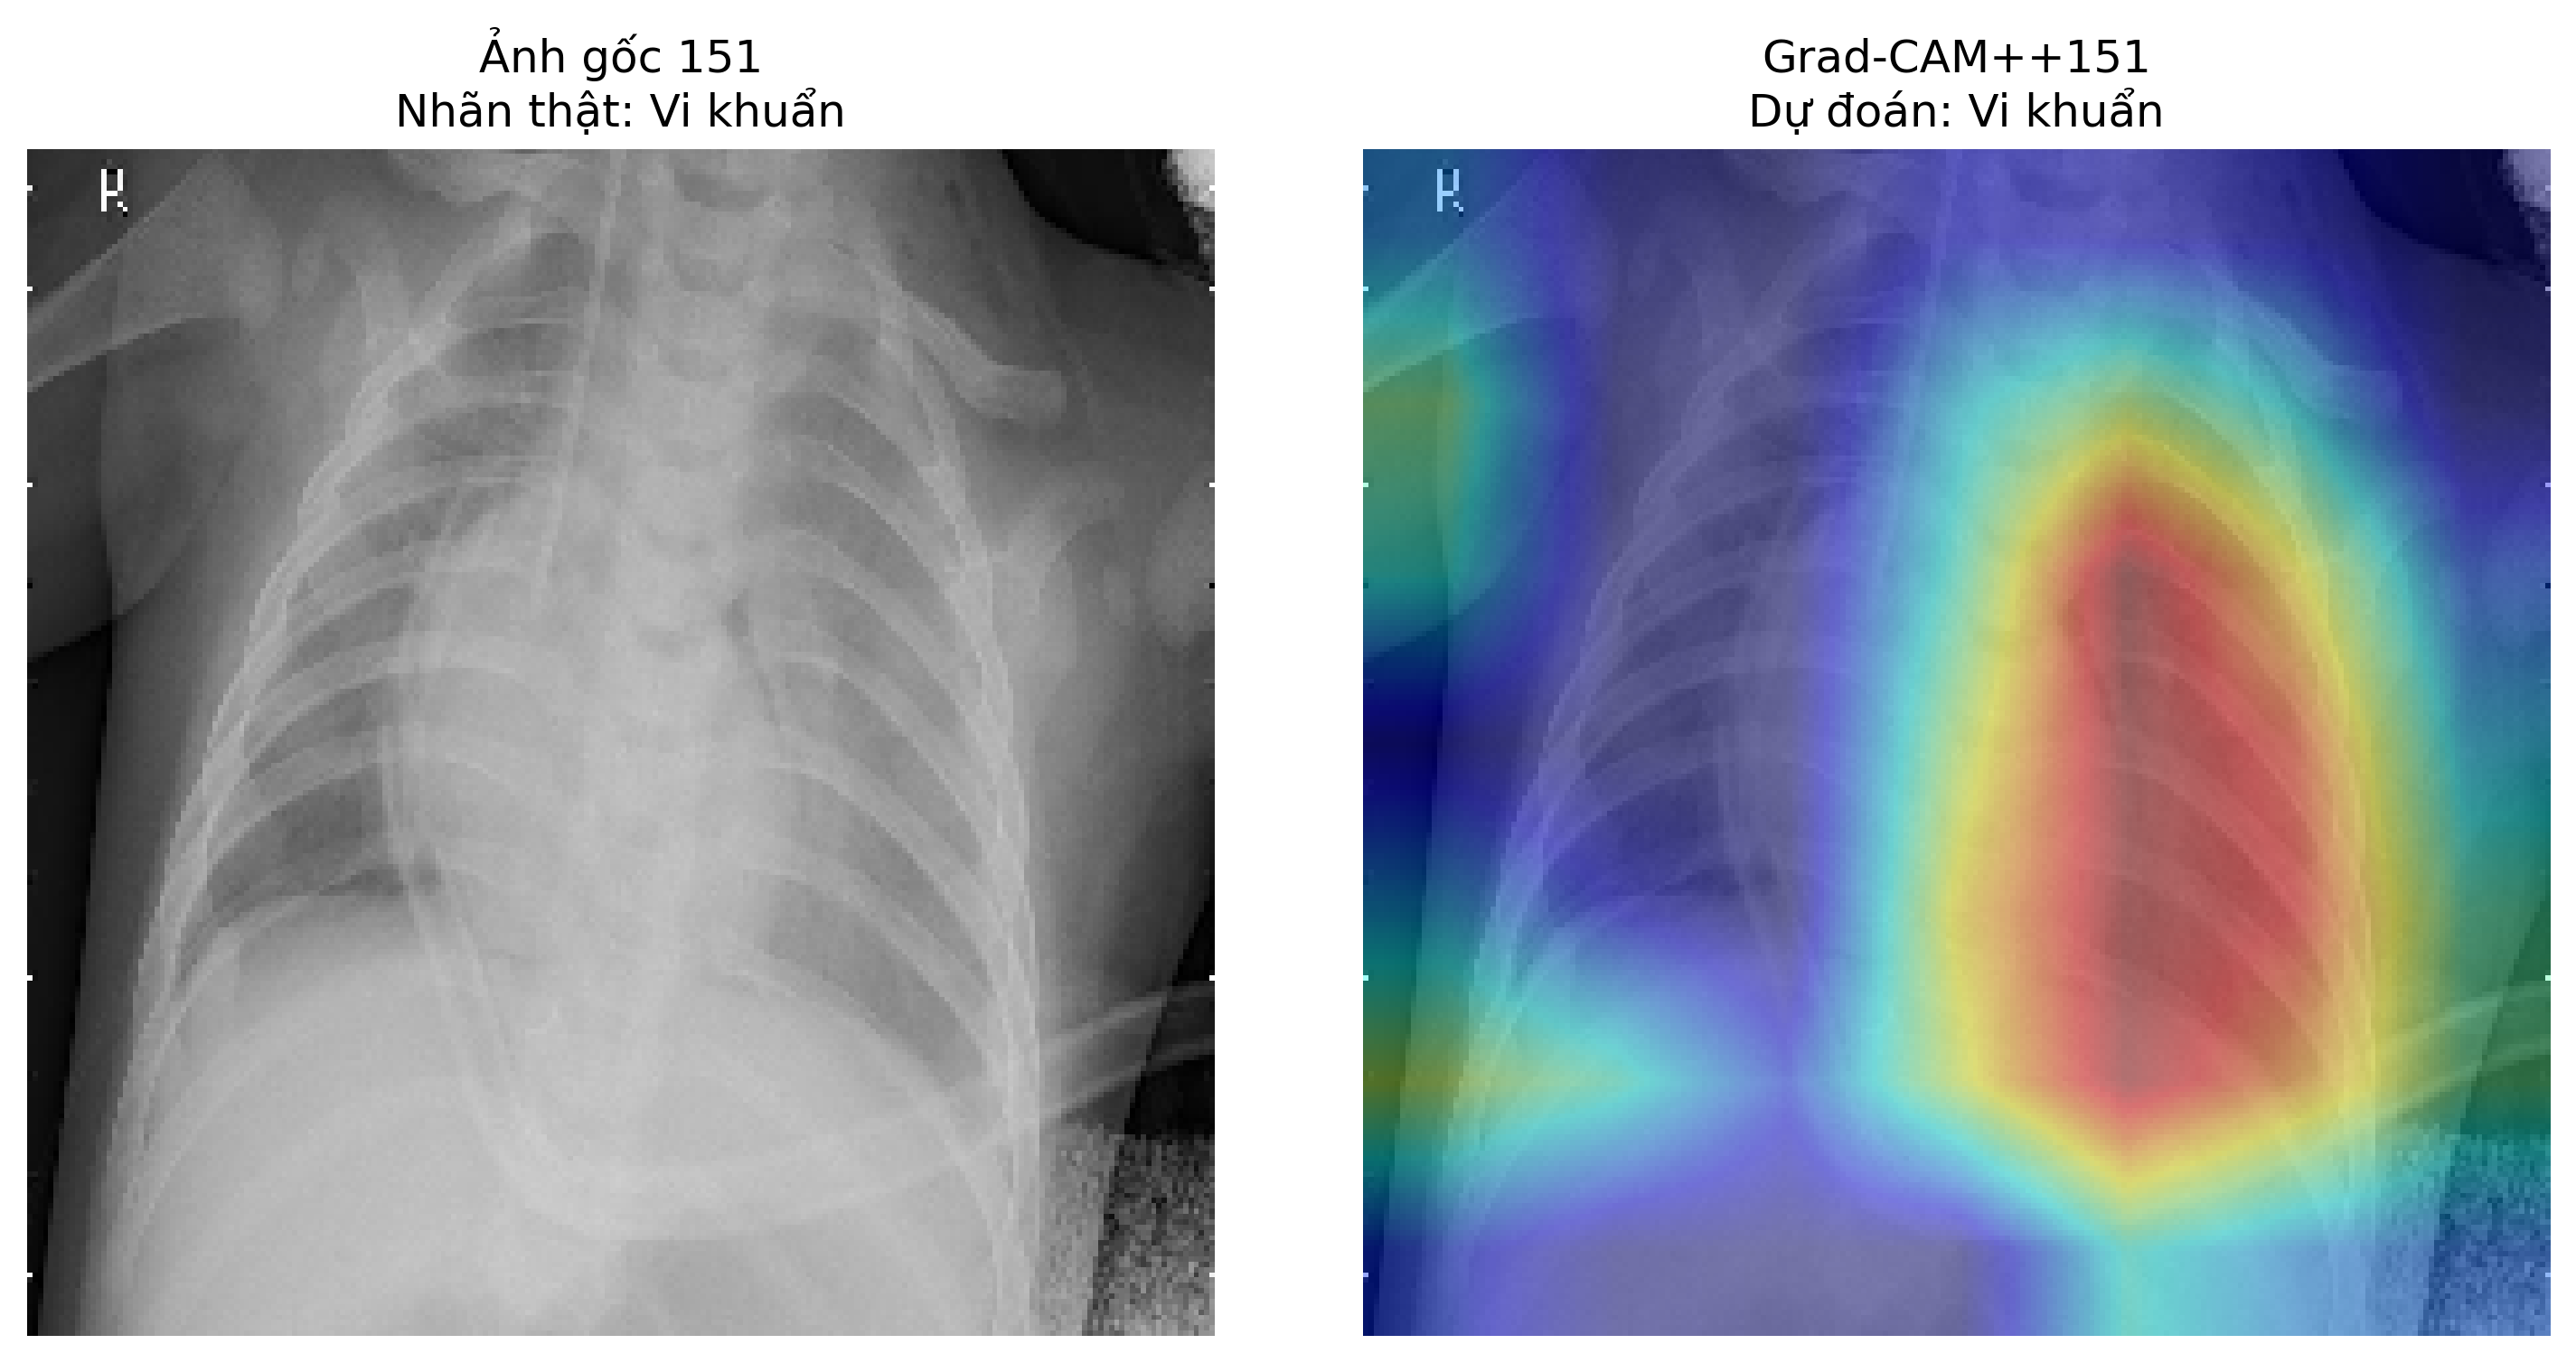 Ảnh gốc 151
Nhãn thật: Vi khuẩn
Grad-CAM++151
Dự đoán: Vi khuẩn
R
R